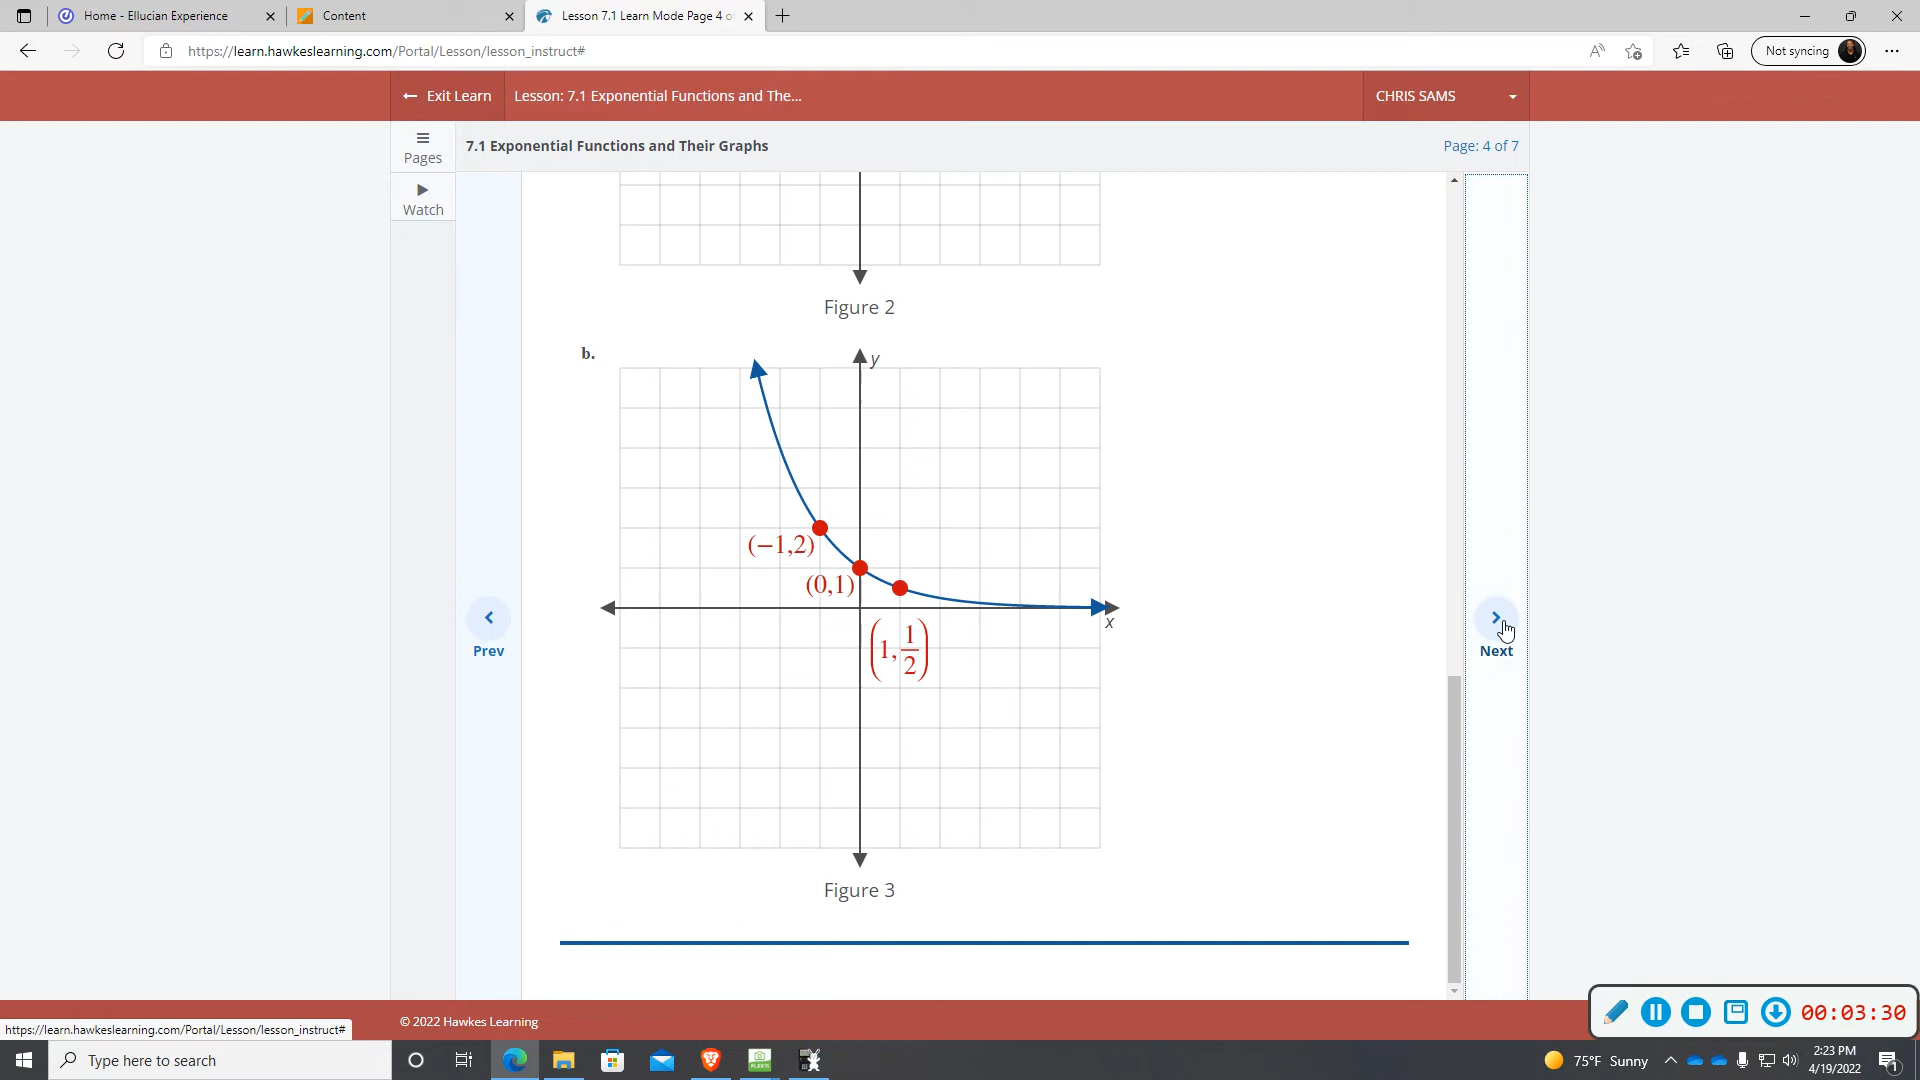 Home - Ellucian Experience
Content
Lesson 7.1 Learn Mode Page 4 o
https://learn.hawkeslearning.com/Portal/Lesson/lesson_instruct#
Not syncing
← Exit Learn
Lesson: 7.1 Exponential Functions and The...
CHRIS SAMS
Pages
7.1 Exponential Functions and Their Graphs
Page: 4 of 7
Watch
Figure 2
b.
y
(−1,2)
(0,1)
x
(1, 1/2)
Prev
Next
Figure 3
© 2022 Hawkes Learning
https://learn.hawkeslearning.com/Portal/Lesson/lesson_instruct#
00:03:30
Type here to search
75°F Sunny
2:23 PM
4/19/2022
1